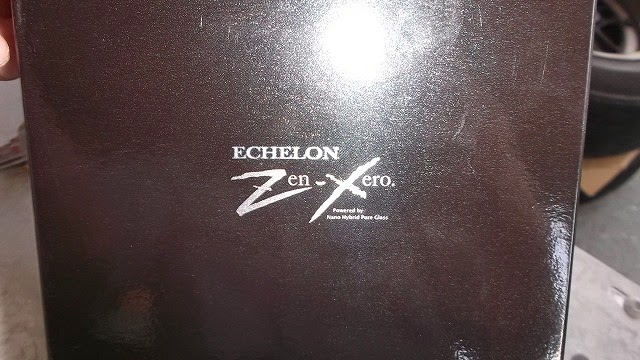 ECHELON
Zen-Xero.
Powered by
Nano Hybrid Pure Glass